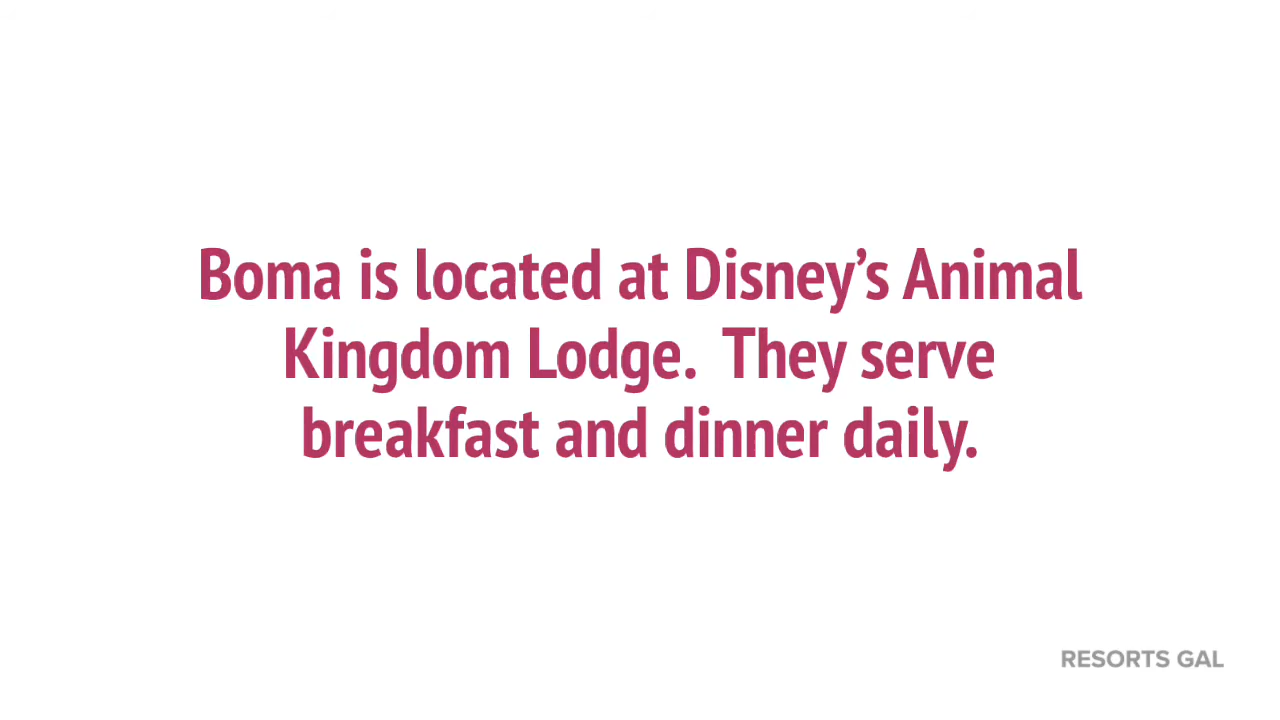 Boma is located at Disney’s Animal
Kingdom Lodge.  They serve
breakfast and dinner daily.
RESORTS GAL